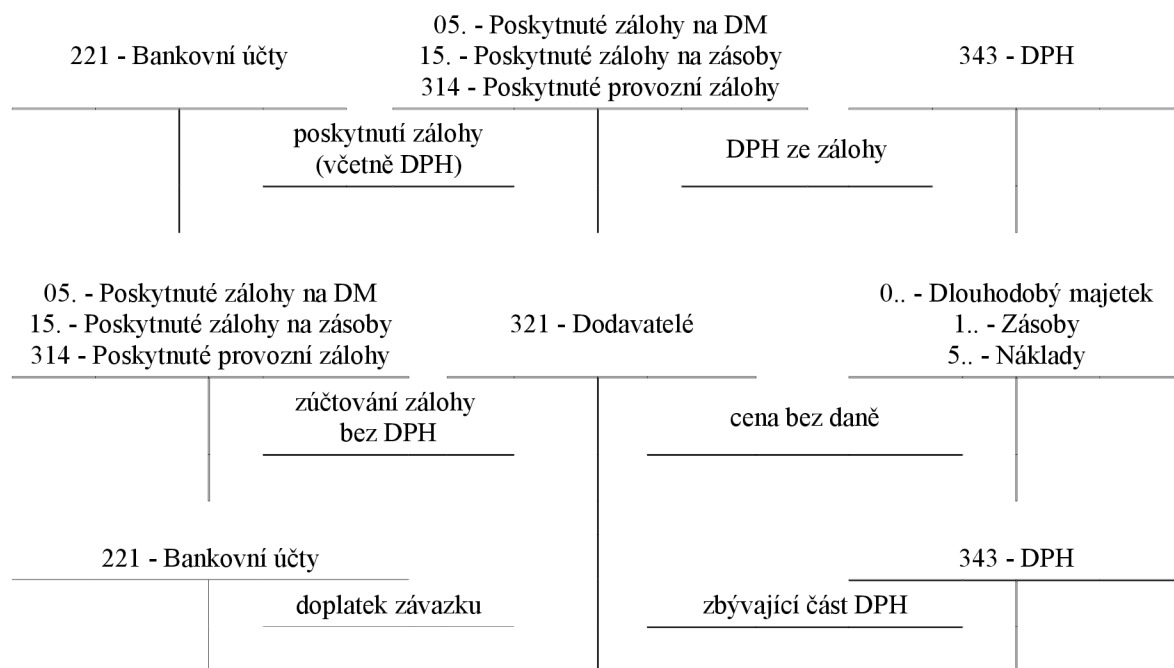 221 - Bankovní účty
05. - Poskytnuté zálohy na DM
15. - Poskytnuté zálohy na zásoby
314 - Poskytnuté provozní zálohy
343 - DPH
poskytnutí zálohy
(včetně DPH)
DPH ze zálohy
05. - Poskytnuté zálohy na DM
15. - Poskytnuté zálohy na zásoby
314 - Poskytnuté provozní zálohy
321 - Dodavatelé
0.. - Dlouhodobý majetek
1.. - Zásoby
5.. - Náklady
zúčtování zálohy
bez DPH
cena bez daně
221 - Bankovní účty
343 - DPH
doplatek závazku
zbývající část DPH